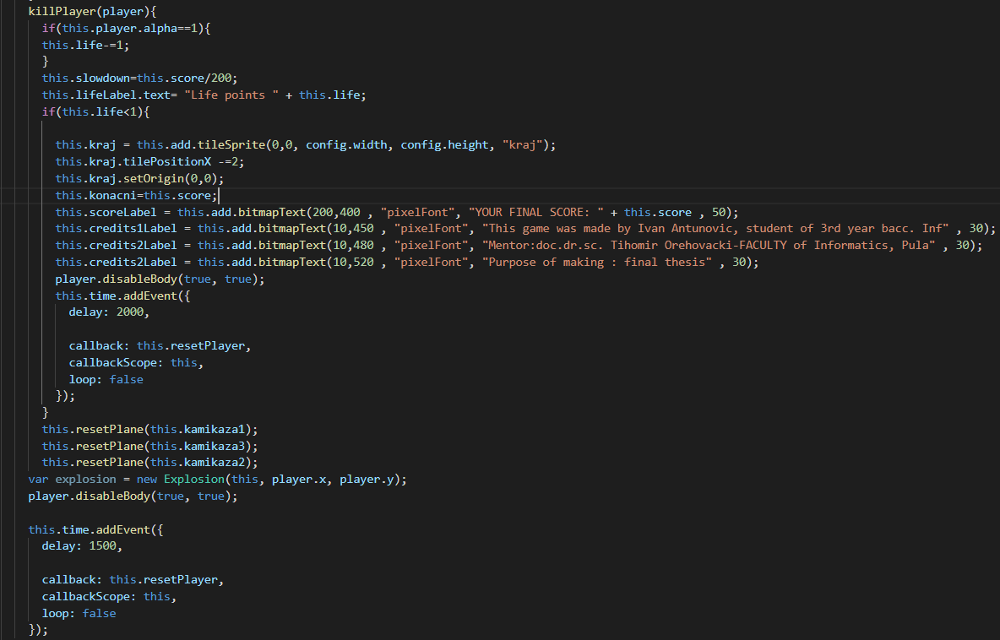 killPlayer(player){
if(this.player.alpha==1){
this.life-=1;
}
this.slowdown=this.score/200;
this.lifeLabel.text= "Life points " + this.life;
if(this.life<1){
this.kraj = this.add.tileSprite(0,0, config.width, config.height, "kraj");
this.kraj.tilePositionX -=2;
this.kraj.setOrigin(0,0);
this.konacni=this.score;
this.scoreLabel = this.add.bitmapText(200,400 , "pixelFont", "YOUR FINAL SCORE: " + this.score , 50);
this.credits1Label = this.add.bitmapText(10,450 , "pixelFont", "This game was made by Ivan Antunovic, student of 3rd year bacc. Inf" , 30);
this.credits2Label = this.add.bitmapText(10,480 , "pixelFont", "Mentor:doc.dr.sc. Tihomir Orehovacki-FACULTY of Informatics, Pula" , 30);
this.credits2Label = this.add.bitmapText(10,520 , "pixelFont", "Purpose of making : final thesis" , 30);
player.disableBody(true, true);
this.time.addEvent({
delay: 2000,
callback: this.resetPlayer,
callbackScope: this,
loop: false
});
}
this.resetPlane(this.kamikaza1);
this.resetPlane(this.kamikaza3);
this.resetPlane(this.kamikaza2);
var explosion = new Explosion(this, player.x, player.y);
player.disableBody(true, true);
this.time.addEvent({
delay: 1500,
callback: this.resetPlayer,
callbackScope: this,
loop: false
});